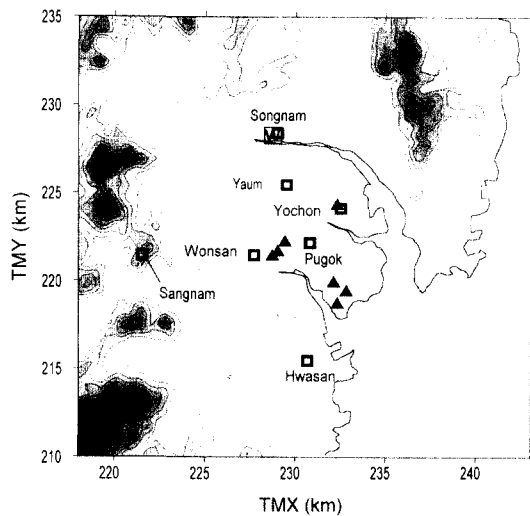 235
230
225
220
215
210
TMY (km)
Songnam
Yaum
Yochon
Wonsan
Pugok
Sangnam
Hwasan
220
225
230
235
240
TMX (km)